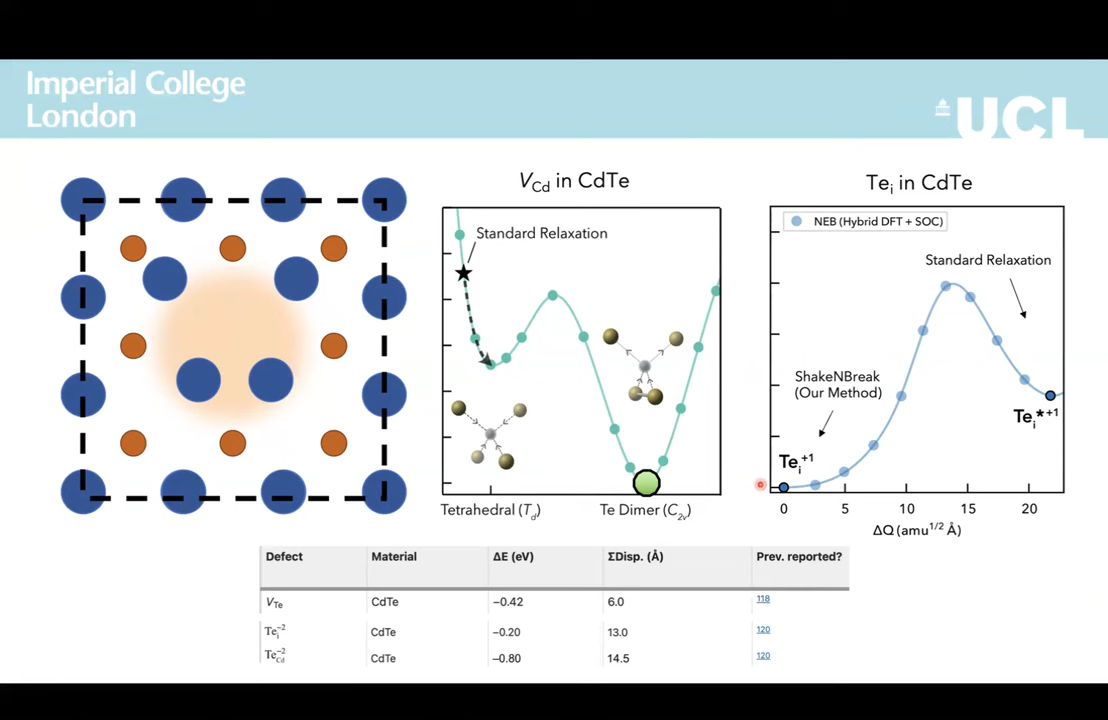 Imperial College
London
UCL
V_Cd in CdTe
Standard Relaxation
Tetrahedral (T_d)
Te Dimer (C_2v)
Te_i in CdTe
NEB (Hybrid DFT + SOC)
Standard Relaxation
ShakeNBreak
(Our Method)
Te_i^+1
Te_i*^+1
0 5 10 15 20
ΔQ (amu^1/2 Å)
Defect Material ΔE (eV) ΣDisp. (Å) Prev. reported?
V_Te CdTe −0.42 6.0 118
Te_i^−2 CdTe −0.20 13.0 120
Te_Cd^−2 CdTe −0.80 14.5 120